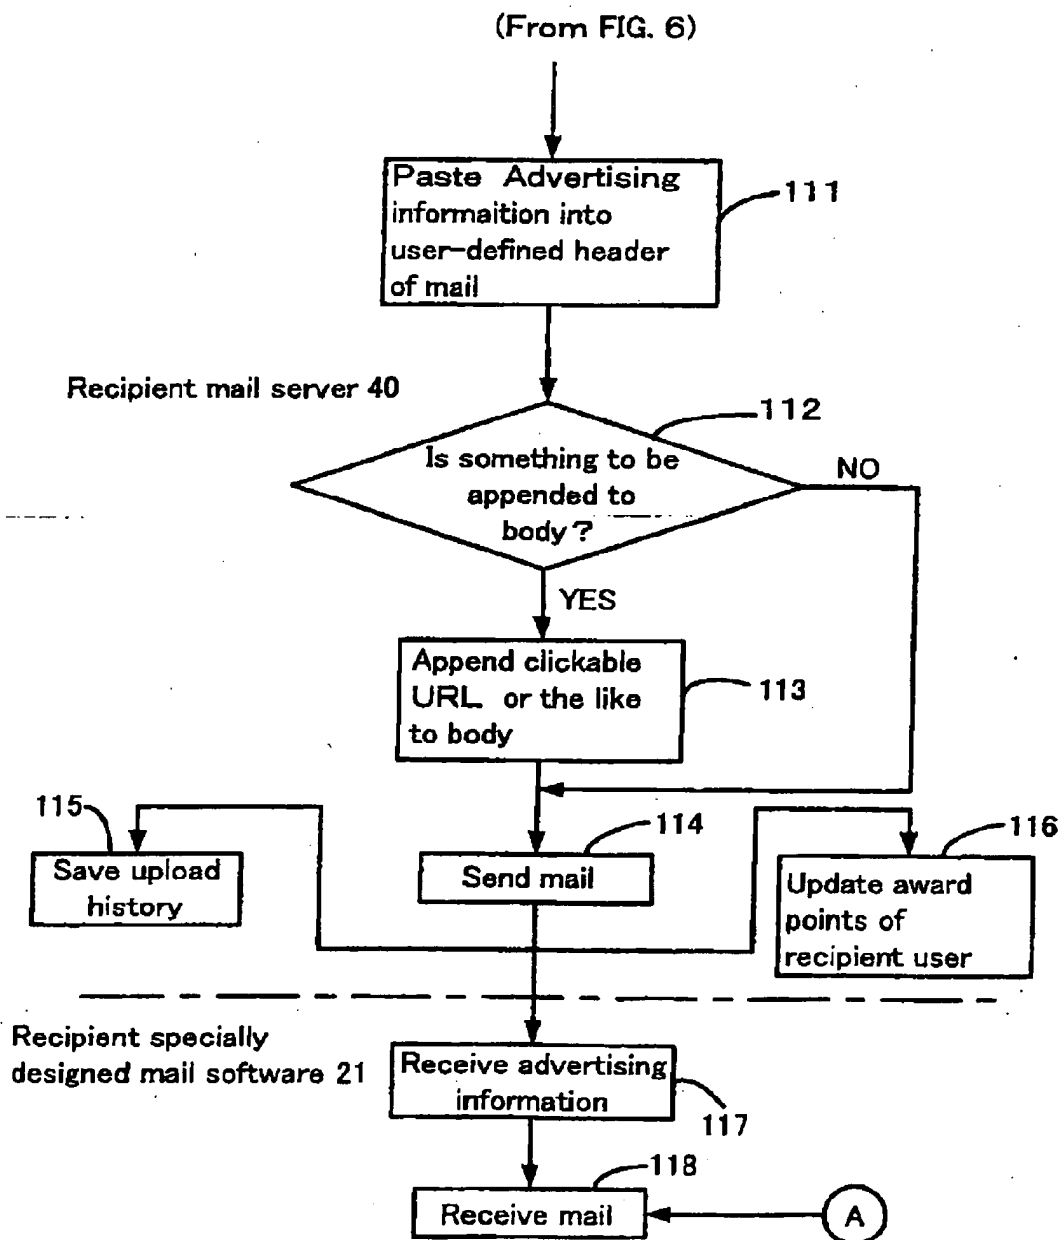 (From FIG. 6)
Paste Advertising
informaition into
user-defined header
of mail
111
Recipient mail server 40
112
Is something to be
appended to
body?
NO
YES
Append clickable
URL or the like
to body
113
115
Save upload
history
114
Send mail
116
Update award
points of
recipient user
Recipient specially
designed mail software 21
Receive advertising
information
117
118
Receive mail
A